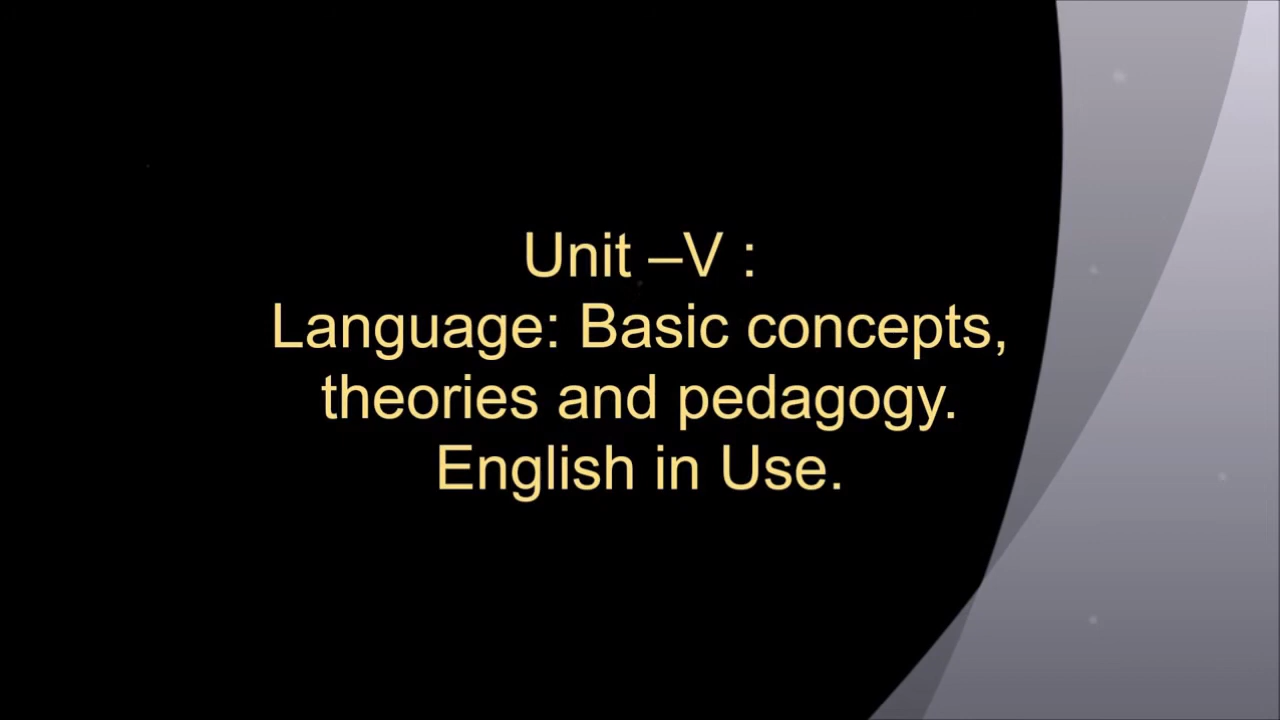 Unit –V :
Language: Basic concepts,
theories and pedagogy.
English in Use.